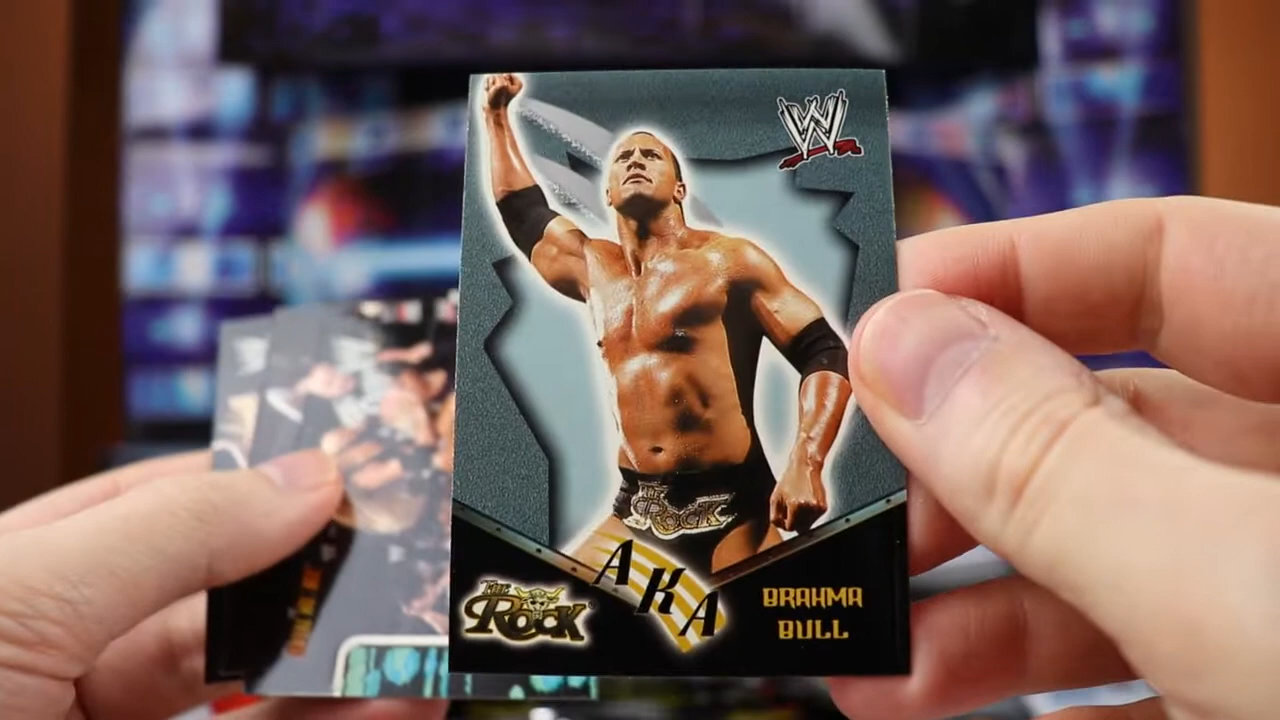 W
THE
ROCK
THE
ROCK
AKA
BRAHMA
BULL